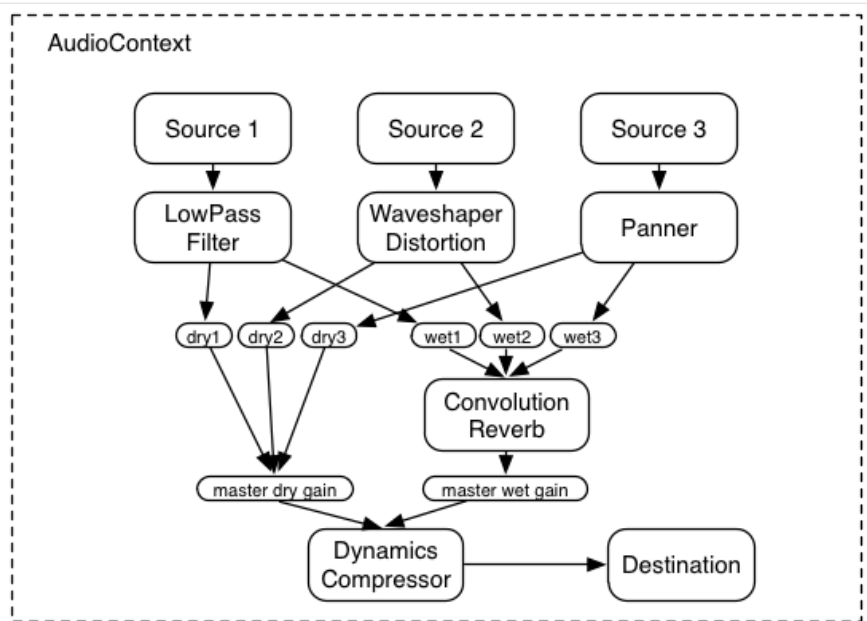 AudioContext
Source 1
Source 2
Source 3
LowPass
Filter
Waveshaper
Distortion
Panner
dry1
dry2
dry3
wet1
wet2
wet3
Convolution
Reverb
master dry gain
master wet gain
Dynamics
Compressor
Destination